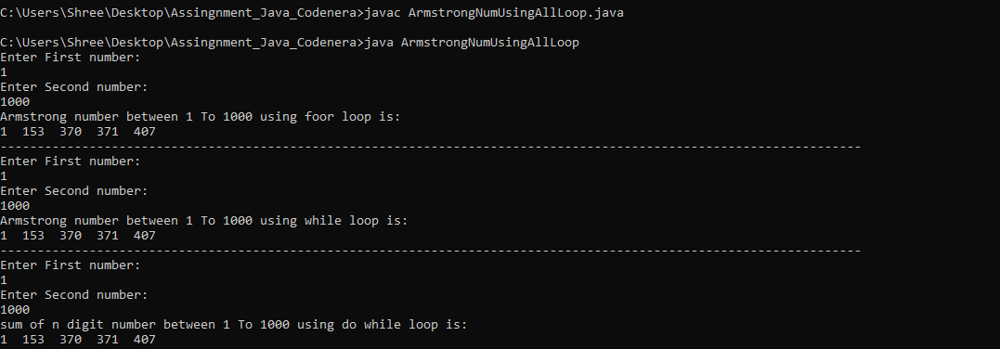 C:\Users\Shree\Desktop\Assingnment_Java_Codenera>javac ArmstrongNumUsingAllLoop.java
C:\Users\Shree\Desktop\Assingnment_Java_Codenera>java ArmstrongNumUsingAllLoop
Enter First number:
1
Enter Second number:
1000
Armstrong number between 1 To 1000 using foor loop is:
1  153  370  371  407
--------------------------------------------------------------------------------------------------------------------
Enter First number:
1
Enter Second number:
1000
Armstrong number between 1 To 1000 using while loop is:
1  153  370  371  407
--------------------------------------------------------------------------------------------------------------------
Enter First number:
1
Enter Second number:
1000
sum of n digit number between 1 To 1000 using do while loop is:
1  153  370  371  407